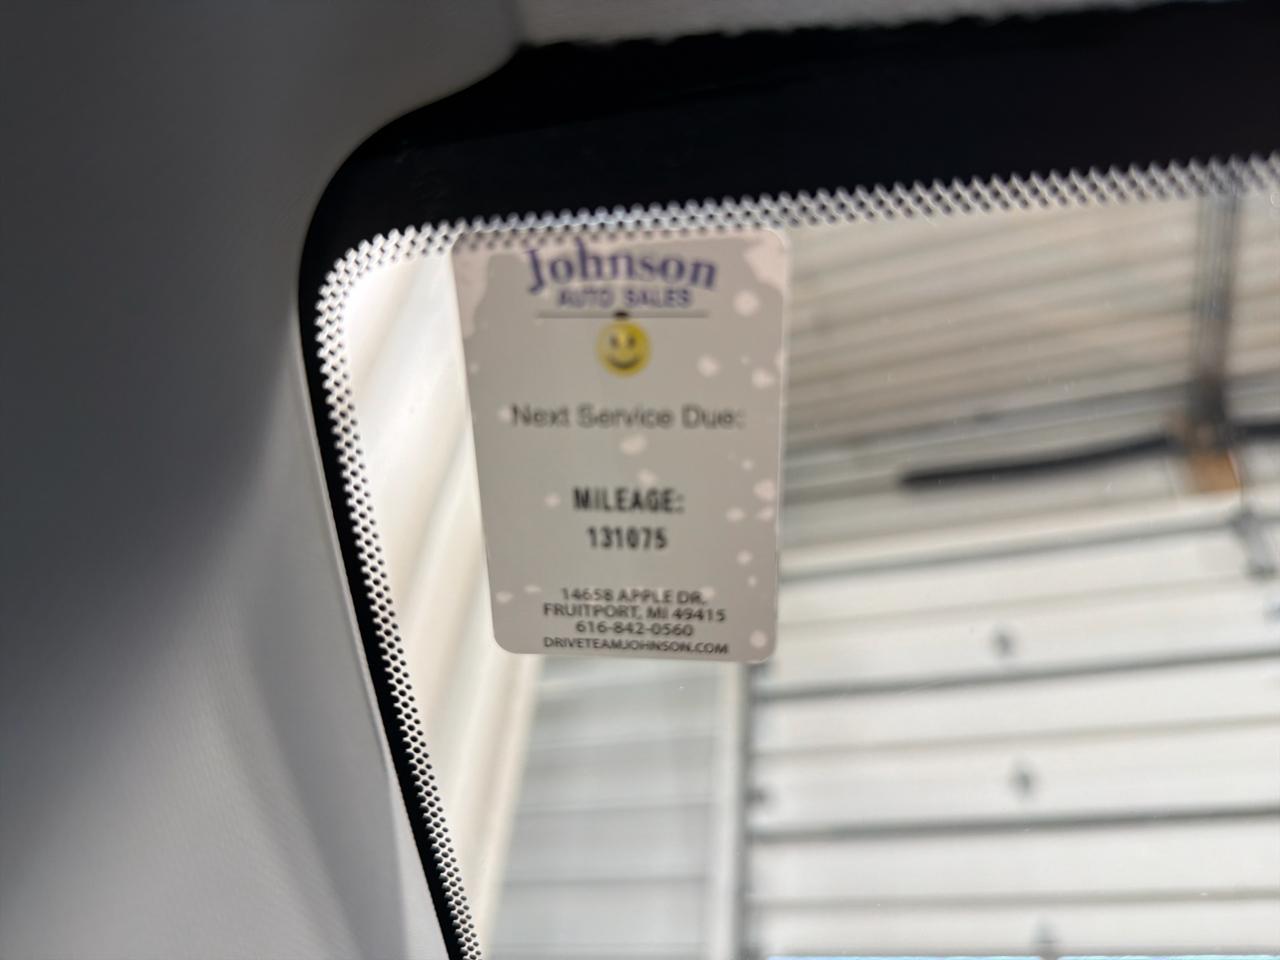 Johnson
AUTO SALES
Next Service Due:
MILEAGE:
131075
14658 APPLE DR,
FRUITPORT, MI 49415
616-842-0560
DRIVETEAMJOHNSON.COM